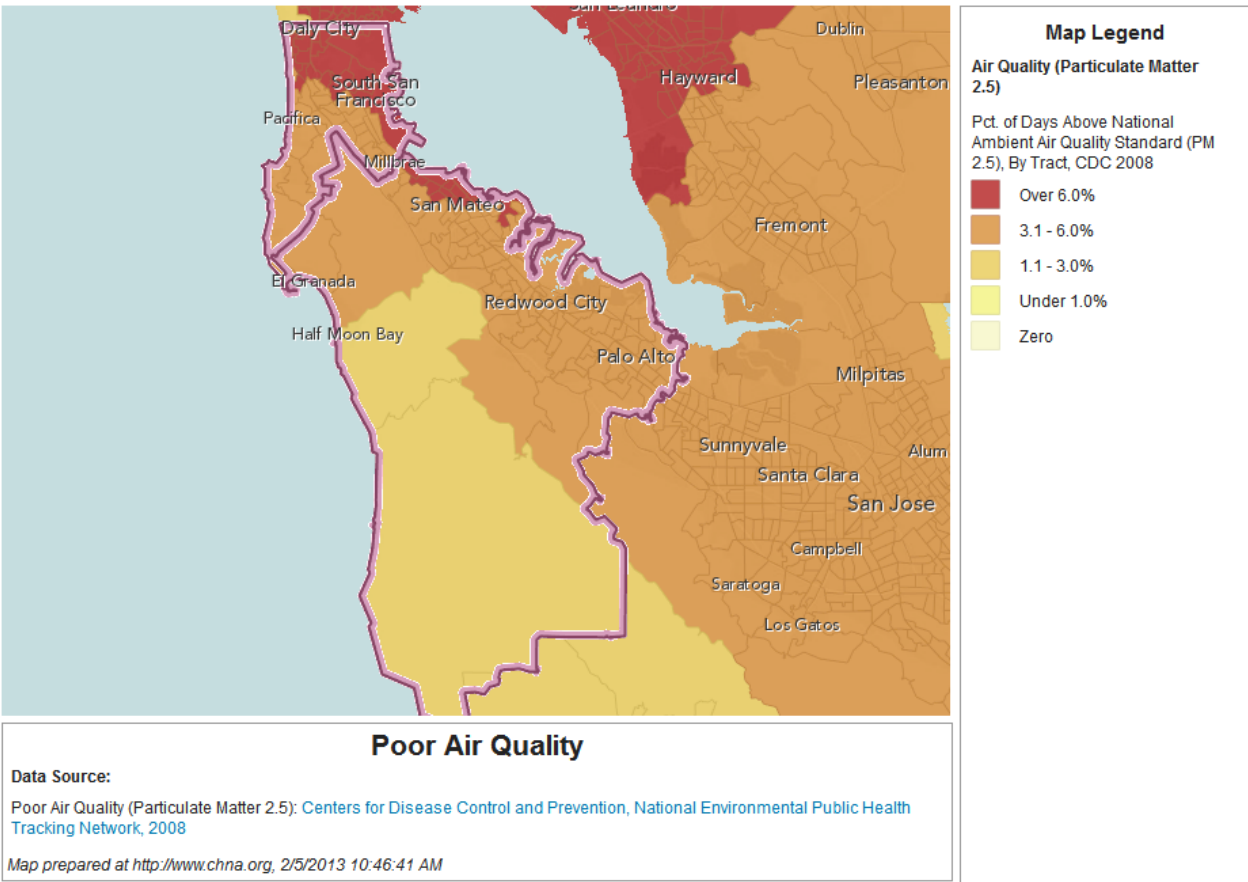 San Leandro
Daly City
Dublin
Hayward
Pleasanton
South San
Francisco
Pacifica
Millbrae
San Mateo
Fremont
El Granada
Redwood City
Half Moon Bay
Palo Alto
Milpitas
Sunnyvale
Alum
Santa Clara
San Jose
Campbell
Saratoga
Los Gatos
Map Legend
Air Quality (Particulate Matter
2.5)
Pct. of Days Above National
Ambient Air Quality Standard (PM
2.5), By Tract, CDC 2008
Over 6.0%
3.1 - 6.0%
1.1 - 3.0%
Under 1.0%
Zero
Poor Air Quality
Data Source:
Poor Air Quality (Particulate Matter 2.5): Centers for Disease Control and Prevention, National Environmental Public Health
Tracking Network, 2008
Map prepared at http://www.chna.org, 2/5/2013 10:46:41 AM